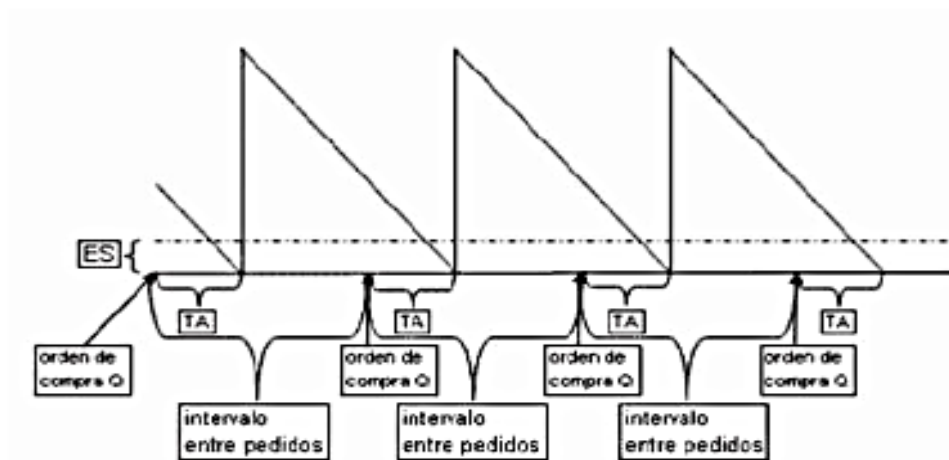 ES
TA
TA
TA
TA
orden de
compra Q
orden de
compra Q
orden de
compra Q
orden de
compra Q
intervalo
entre pedidos
intervalo
entre pedidos
intervalo
entre pedidos